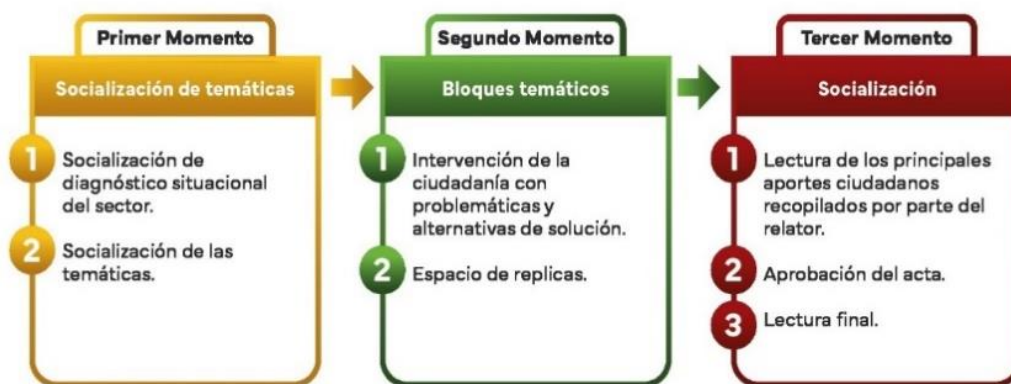 Primer Momento
Socialización de temáticas
1
Socialización de
diagnóstico situacional
del sector.
2
Socialización de las
temáticas.
Segundo Momento
Bloques temáticos
1
Intervención de la
ciudadanía con
problemáticas y
alternativas de solución.
2
Espacio de replicas.
Tercer Momento
Socialización
1
Lectura de los principales
aportes ciudadanos
recopilados por parte del
relator.
2
Aprobación del acta.
3
Lectura final.